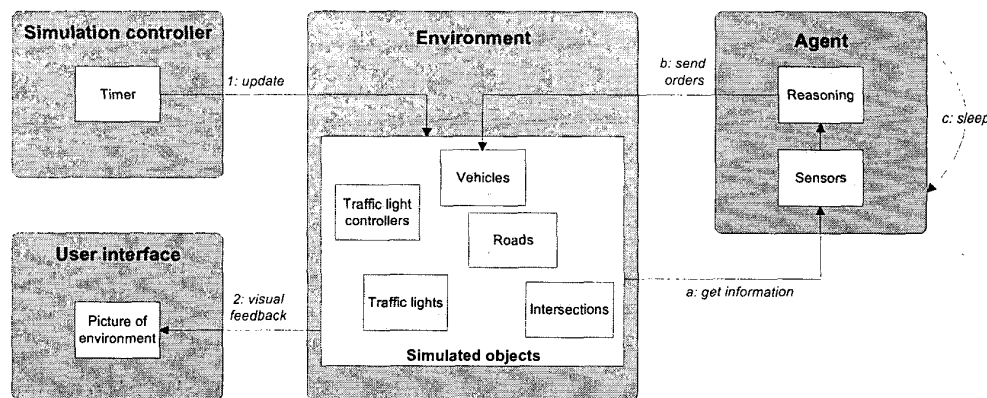 Simulation controller
Timer
1: update
Environment
Vehicles
Traffic light
controllers
Roads
Traffic lights
Intersections
Simulated objects
Agent
b: send
orders
Reasoning
c: sleep
Sensors
a: get information
User interface
2: visual
feedback
Picture of
environment